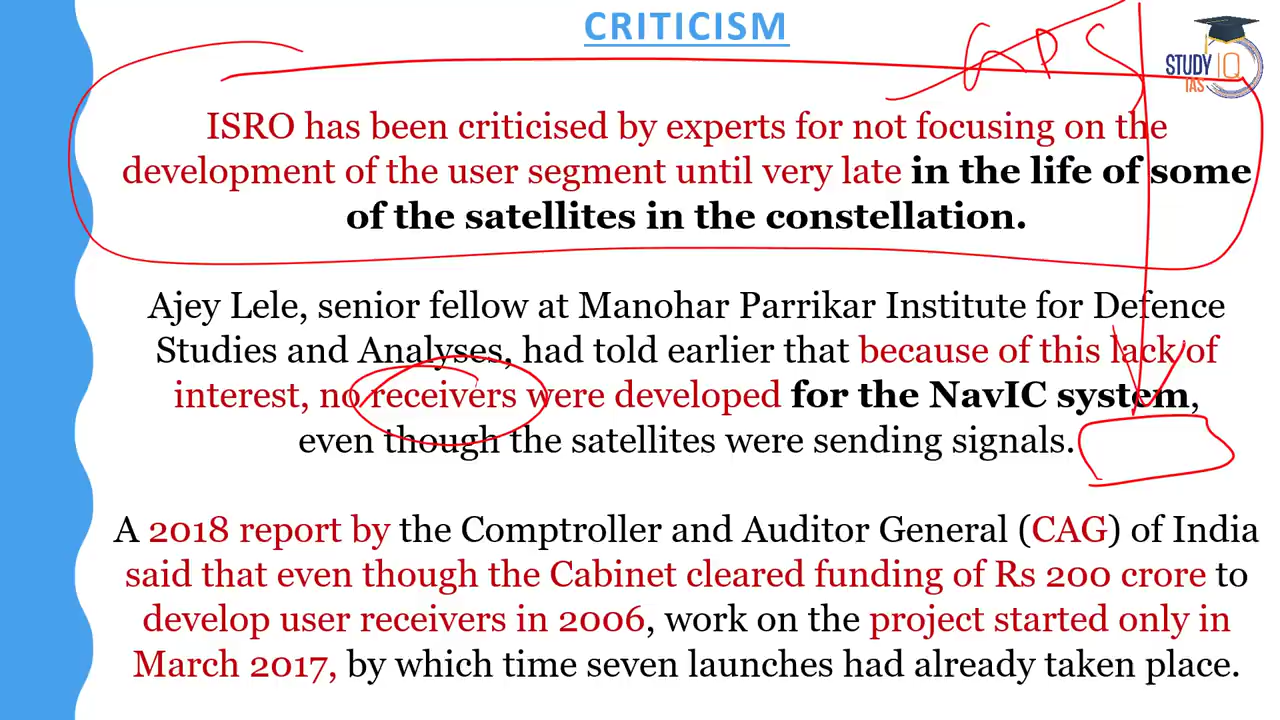 CRITICISM
GPS
STUDY IQ
IAS
ISRO has been criticised by experts for not focusing on the
development of the user segment until very late in the life of some
of the satellites in the constellation.
Ajey Lele, senior fellow at Manohar Parrikar Institute for Defence
Studies and Analyses, had told earlier that because of this lack of
interest, no receivers were developed for the NavIC system,
even though the satellites were sending signals.
A 2018 report by the Comptroller and Auditor General (CAG) of India
said that even though the Cabinet cleared funding of Rs 200 crore to
develop user receivers in 2006, work on the project started only in
March 2017, by which time seven launches had already taken place.